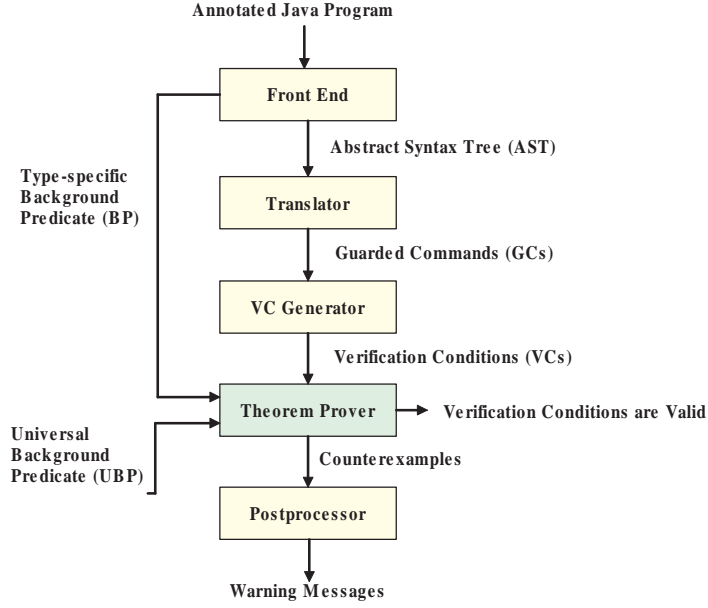 Annotated Java Program
Front End
Abstract Syntax Tree (AST)
Type-specific
Background
Predicate (BP)
Translator
Guarded Commands (GCs)
VC Generator
Verification Conditions (VCs)
Theorem Prover
Verification Conditions are Valid
Universal
Background
Predicate (UBP)
Counterexamples
Postprocessor
Warning Messages